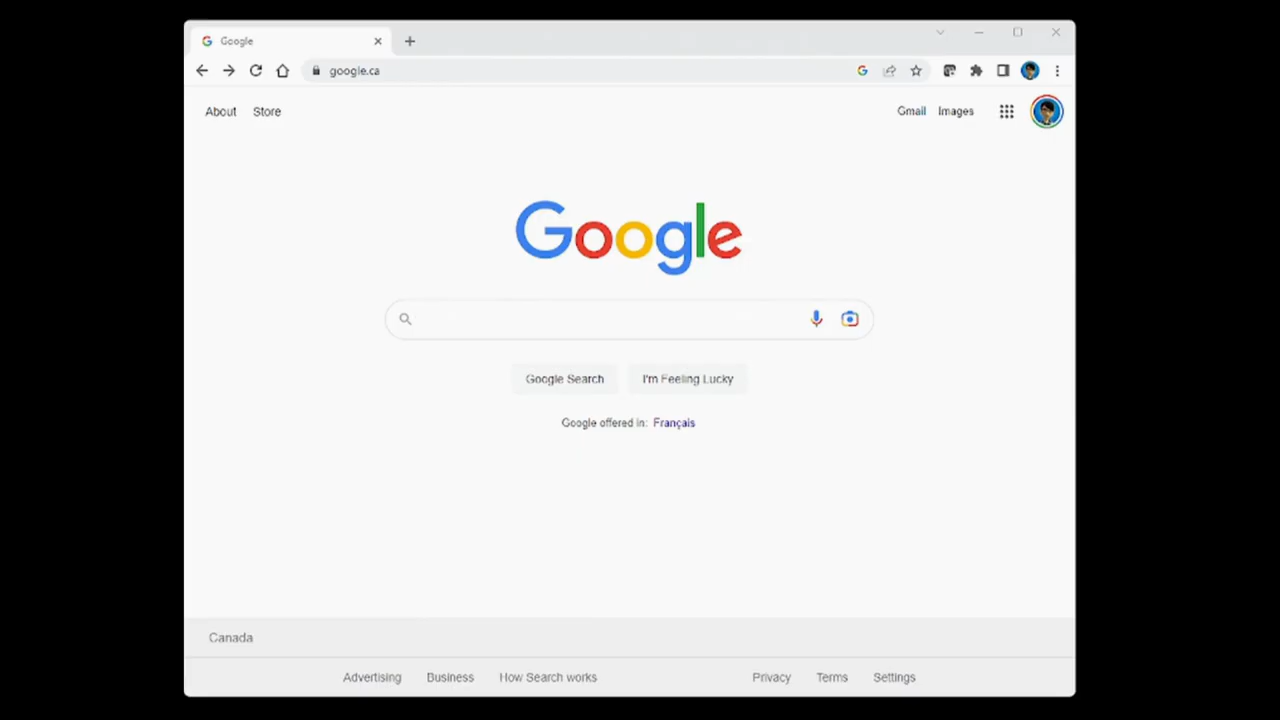 Google
google.ca
About Store Gmail Images
Google
Google Search I'm Feeling Lucky
Google offered in: Français
Canada
Advertising Business How Search works Privacy Terms Settings